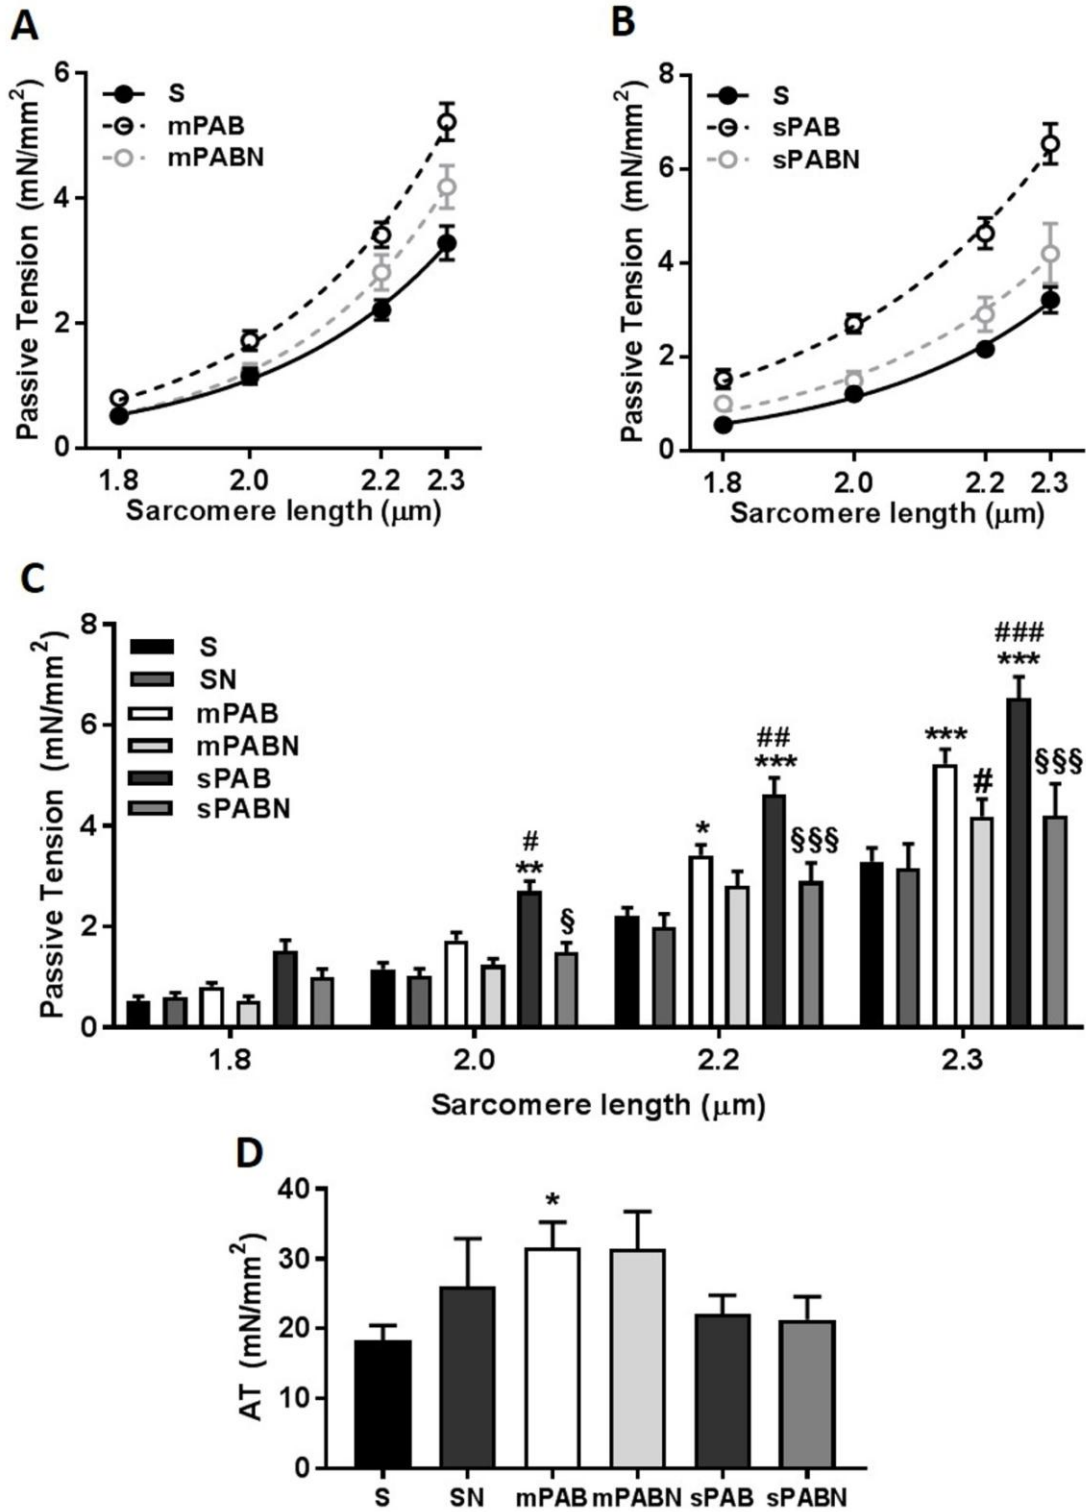 A
Passive Tension (mN/mm²)
6
4
2
0
S
mPAB
mPABN
1.8 2.0 2.2 2.3
Sarcomere length (μm)
B
Passive Tension (mN/mm²)
8
6
4
2
0
S
sPAB
sPABN
1.8 2.0 2.2 2.3
Sarcomere length (μm)
C
Passive Tension (mN/mm²)
8
6
4
2
0
S
SN
mPAB
mPABN
sPAB
sPABN
#
**
§
*
##
***
§§§
***
#
###
***
§§§
1.8 2.0 2.2 2.3
Sarcomere length (μm)
D
AT (mN/mm²)
40
30
20
10
0
*
S SN mPAB mPABN sPAB sPABN